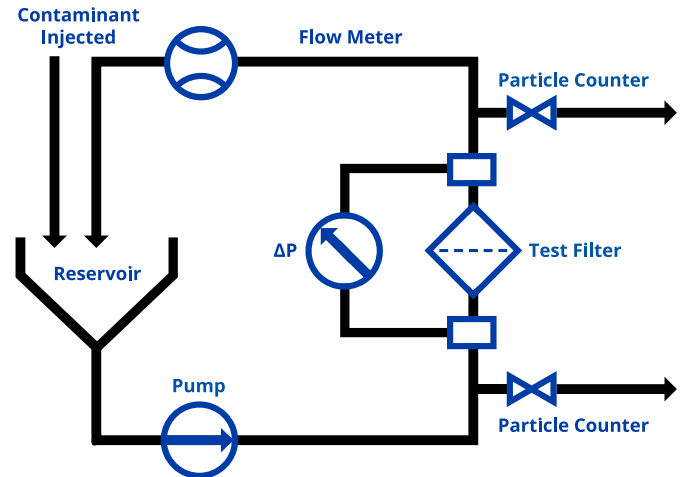 Contaminant
Injected
Flow Meter
Particle Counter
ΔP
Test Filter
Reservoir
Pump
Particle Counter